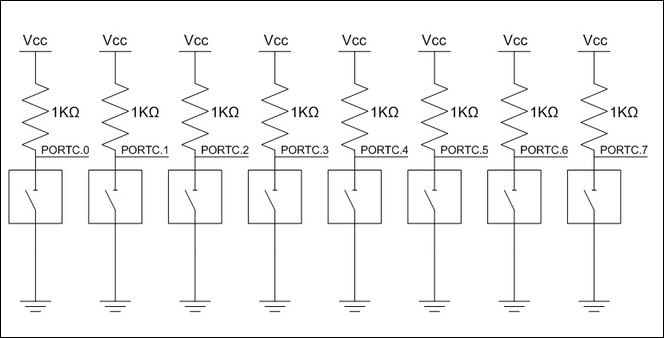 Vcc Vcc Vcc Vcc Vcc Vcc Vcc Vcc
1KΩ 1KΩ 1KΩ 1KΩ 1KΩ 1KΩ 1KΩ 1KΩ
PORTC.0 PORTC.1 PORTC.2 PORTC.3 PORTC.4 PORTC.5 PORTC.6 PORTC.7